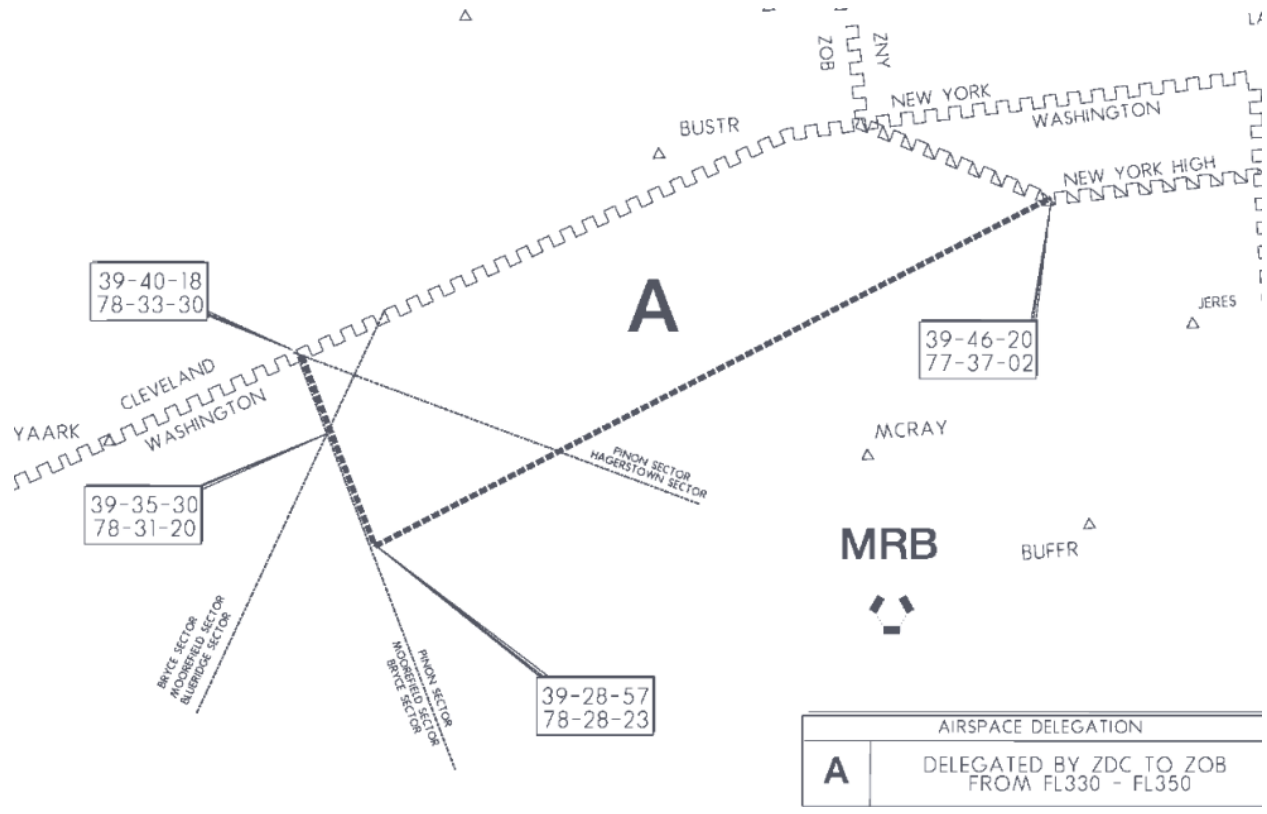 LA
ZOB
ZNY
NEW YORK
WASHINGTON
BUSTR
NEW YORK HIGH
39-40-18
78-33-30
A
JERES
39-46-20
77-37-02
CLEVELAND
WASHINGTON
YAARK
MCRAY
PINON SECTOR
HAGERSTOWN SECTOR
39-35-30
78-31-20
MRB
BUFFR
BRYCE SECTOR
MOOREFIELD SECTOR
BLUERIDGE SECTOR
PINON SECTOR
MOOREFIELD SECTOR
BRYCE SECTOR
39-28-57
78-28-23
AIRSPACE DELEGATION
A
DELEGATED BY ZDC TO ZOB
FROM FL330 - FL350